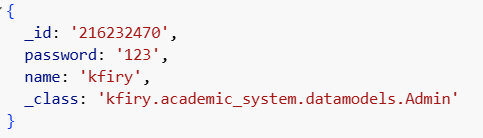 {
_id: '216232470',
password: '123',
name: 'kfiry',
_class: 'kfiry.academic_system.datamodels.Admin'
}